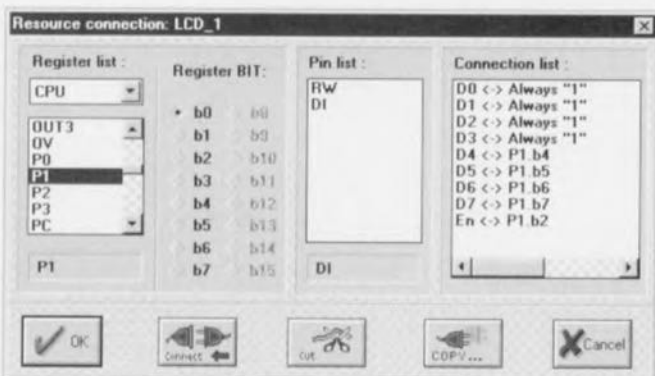 Resource connection: LCD_1
Register list :
CPU
OUT3
OV
P0
P1
P2
P3
PC
P1
Register BIT:
b0 b8
b1 b9
b2 b10
b3 b11
b4 b12
b5 b13
b6 b14
b7 b15
Pin list :
RW
DI
DI
Connection list :
D0 <-> Always "1"
D1 <-> Always "1"
D2 <-> Always "1"
D3 <-> Always "1"
D4 <-> P1.b4
D5 <-> P1.b5
D6 <-> P1.b6
D7 <-> P1.b7
En <-> P1.b2
OK
Connect
Cut
COPY...
Cancel